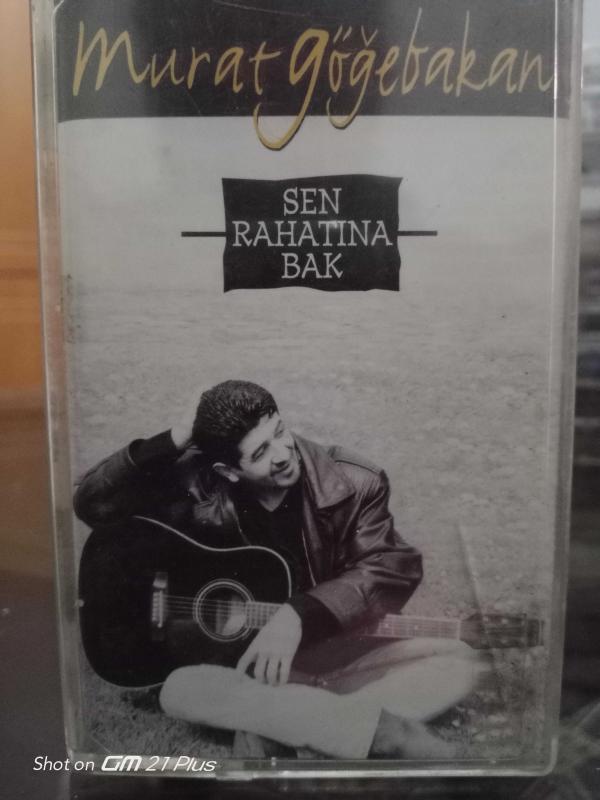 Murat göğebakan
SEN
RAHATINA
BAK
Shot on GM 21 Plus